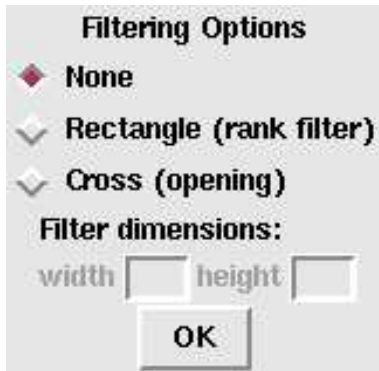 Filtering Options
None
Rectangle (rank filter)
Cross (opening)
Filter dimensions:
width height
OK